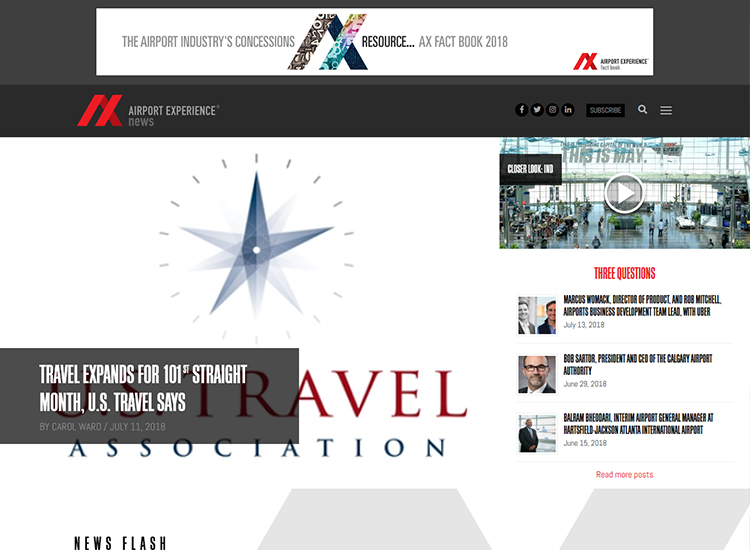 THE AIRPORT INDUSTRY'S CONCESSIONS RESOURCE... AX FACT BOOK 2018
AIRPORT EXPERIENCE
fact book
AIRPORT EXPERIENCE®
news
SUBSCRIBE
THIS IS MAY.
CLOSER LOOK: IND
U.S. TRAVEL
ASSOCIATION
TRAVEL EXPANDS FOR 101ST STRAIGHT
MONTH, U.S. TRAVEL SAYS
BY CAROL WARD / JULY 11, 2018
THREE QUESTIONS
MARCUS WOMACK, DIRECTOR OF PRODUCT, AND ROB MITCHELL,
AIRPORTS BUSINESS DEVELOPMENT TEAM LEAD, WITH UBER
July 13, 2018
BOB SARTOR, PRESIDENT AND CEO OF THE CALGARY AIRPORT
AUTHORITY
June 29, 2018
BALRAM BHEODARI, INTERIM AIRPORT GENERAL MANAGER AT
HARTSFIELD-JACKSON ATLANTA INTERNATIONAL AIRPORT
June 15, 2018
Read more posts
NEWS FLASH